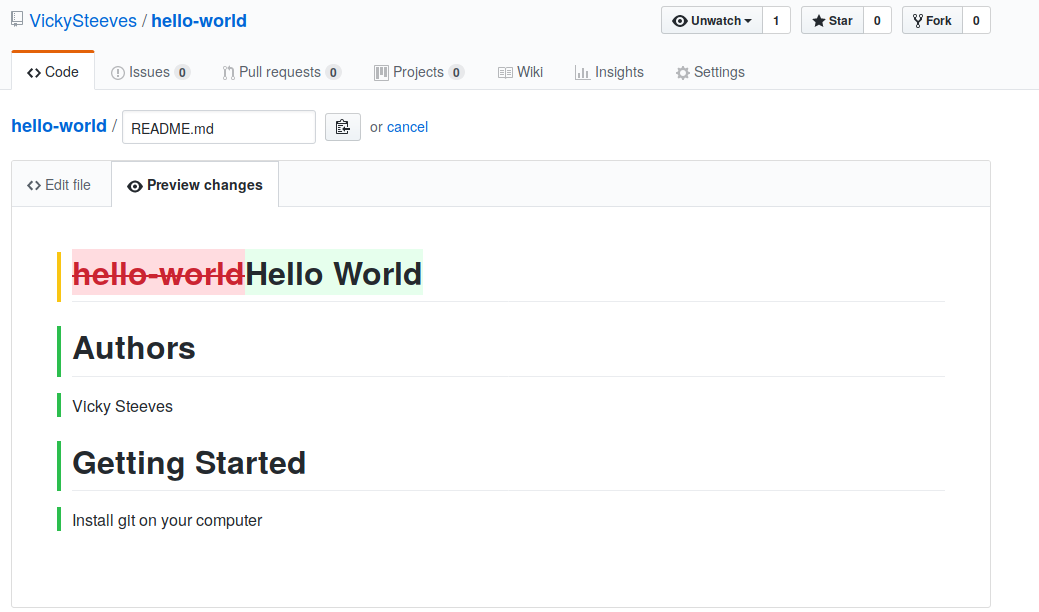 VickySteeves / hello-world Unwatch 1 Star 0 Fork 0
Code Issues 0 Pull requests 0 Projects 0 Wiki Insights Settings
hello-world / README.md or cancel
Edit file Preview changes
hello-worldHello World
Authors
Vicky Steeves
Getting Started
Install git on your computer